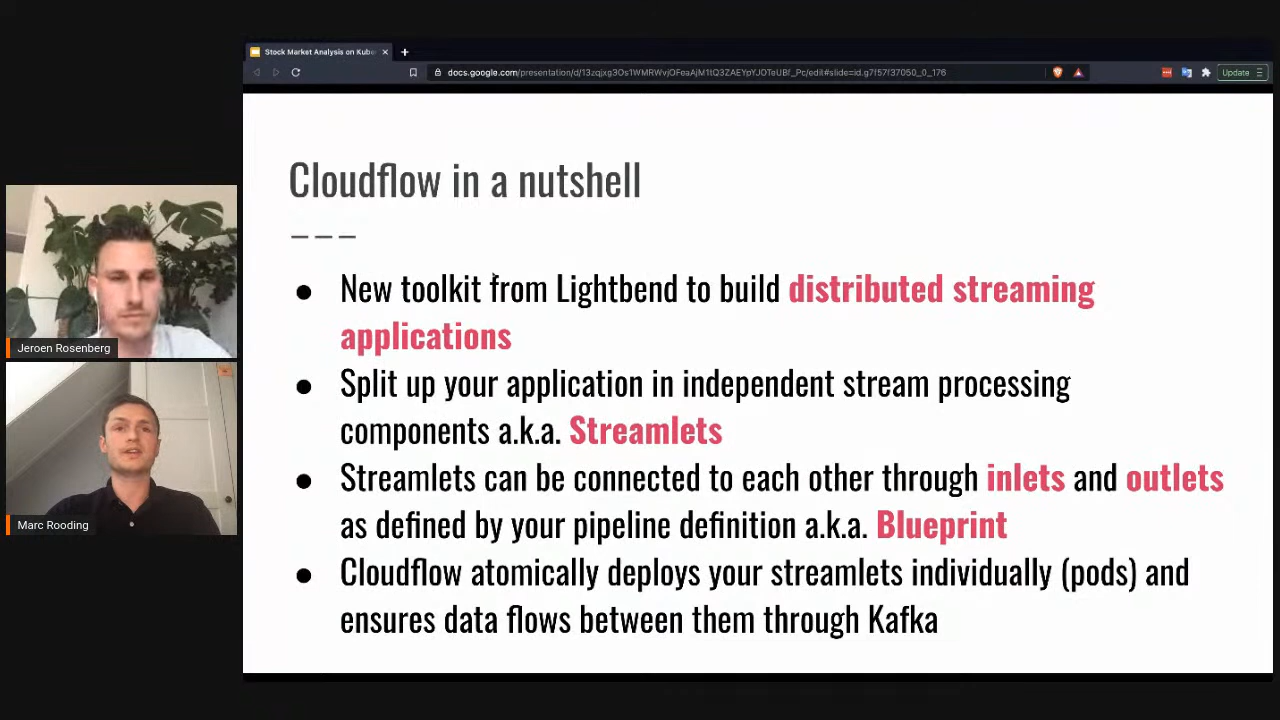 Stock Market Analysis on Kube
docs.google.com/presentation/d/13zqjxg3Os1WMRWvjOFeaAjM1tQ3ZAEYpYJOTeUBf_Pc/edit#slide=id.g7f57f37050_0_176
Update
Cloudflow in a nutshell
● New toolkit from Lightbend to build distributed streaming
applications
● Split up your application in independent stream processing
components a.k.a. Streamlets
● Streamlets can be connected to each other through inlets and outlets
as defined by your pipeline definition a.k.a. Blueprint
● Cloudflow atomically deploys your streamlets individually (pods) and
ensures data flows between them through Kafka
Jeroen Rosenberg
Marc Rooding